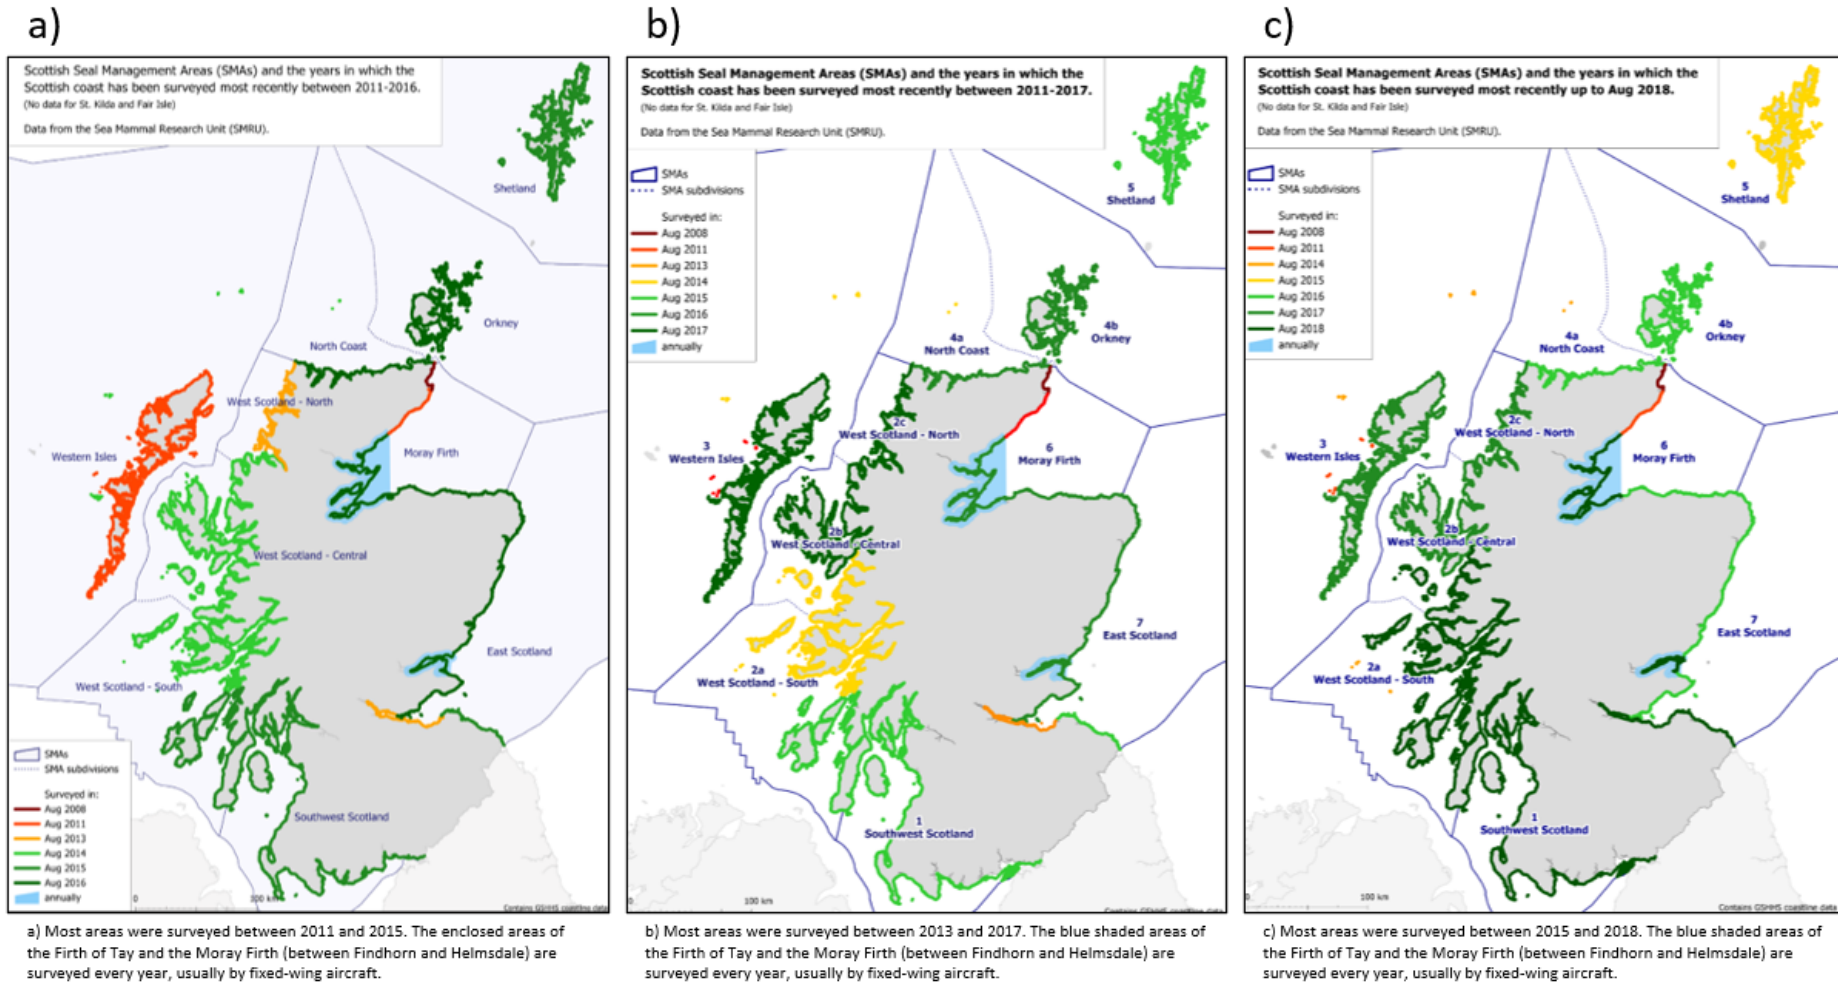 a)
Scottish Seal Management Areas (SMAs) and the years in which the
Scottish coast has been surveyed most recently between 2011-2016.
(No data for St. Kilda and Fair Isle)
Data from the Sea Mammal Research Unit (SMRU).
Shetland
Orkney
North Coast
West Scotland - North
Western Isles
Moray Firth
West Scotland - Central
East Scotland
West Scotland - South
Southwest Scotland
SMAs
SMA subdivisions
Surveyed in:
Aug 2008
Aug 2011
Aug 2013
Aug 2014
Aug 2015
Aug 2016
annually
0
100 km
Contains GSHHS coastline data
a) Most areas were surveyed between 2011 and 2015. The enclosed areas of
the Firth of Tay and the Moray Firth (between Findhorn and Helmsdale) are
surveyed every year, usually by fixed-wing aircraft.
b)
Scottish Seal Management Areas (SMAs) and the years in which the
Scottish coast has been surveyed most recently between 2011-2017.
(No data for St. Kilda and Fair Isle)
Data from the Sea Mammal Research Unit (SMRU).
SMAs
SMA subdivisions
Surveyed in:
Aug 2008
Aug 2011
Aug 2013
Aug 2014
Aug 2015
Aug 2016
Aug 2017
annually
5
Shetland
4b
Orkney
4a
North Coast
2c
West Scotland - North
3
Western Isles
6
Moray Firth
2b
West Scotland - Central
7
East Scotland
2a
West Scotland - South
1
Southwest Scotland
0
100 km
Contains GSHHS coastline data
b) Most areas were surveyed between 2013 and 2017. The blue shaded areas of
the Firth of Tay and the Moray Firth (between Findhorn and Helmsdale) are
surveyed every year, usually by fixed-wing aircraft.
c)
Scottish Seal Management Areas (SMAs) and the years in which the
Scottish coast has been surveyed most recently up to Aug 2018.
(No data for St. Kilda and Fair Isle)
Data from the Sea Mammal Research Unit (SMRU).
SMAs
SMA subdivisions
Surveyed in:
Aug 2008
Aug 2011
Aug 2014
Aug 2015
Aug 2016
Aug 2017
Aug 2018
annually
5
Shetland
4b
Orkney
4a
North Coast
2c
West Scotland - North
3
Western Isles
6
Moray Firth
2b
West Scotland - Central
7
East Scotland
2a
West Scotland - South
1
Southwest Scotland
0
100 km
Contains GSHHS coastline data
c) Most areas were surveyed between 2015 and 2018. The blue shaded areas of
the Firth of Tay and the Moray Firth (between Findhorn and Helmsdale) are
surveyed every year, usually by fixed-wing aircraft.